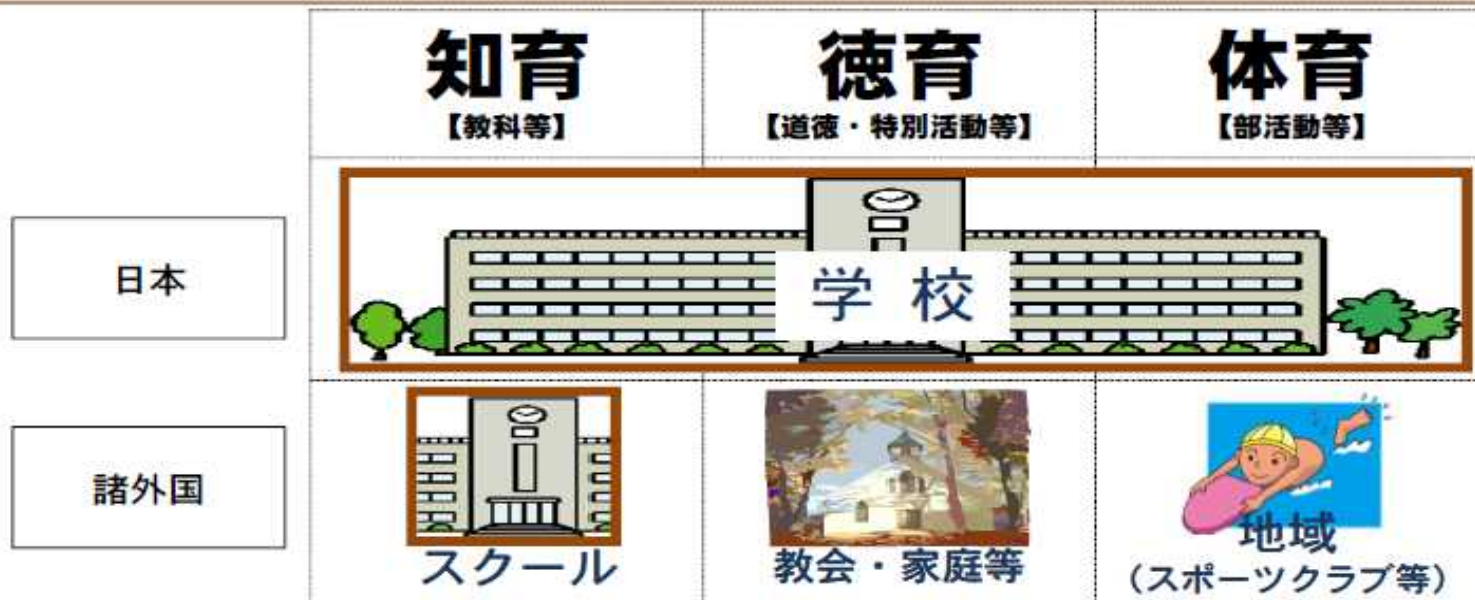 知育
【教科等】
徳育
【道徳・特別活動等】
体育
【部活動等】
日本
学校
諸外国
スクール
教会・家庭等
地域
（スポーツクラブ等）